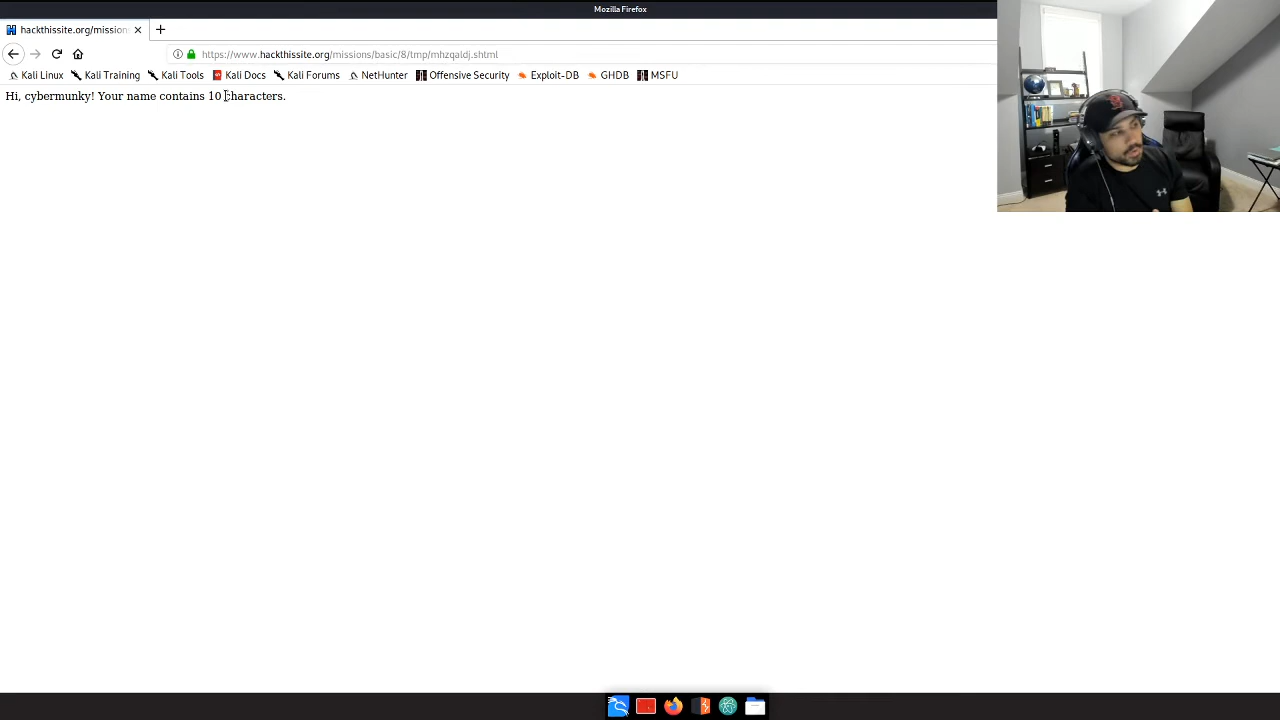 Mozilla Firefox
hackthissite.org/mission
https://www.hackthissite.org/missions/basic/8/tmp/mhzqaldj.shtml
Kali Linux Kali Training Kali Tools Kali Docs Kali Forums NetHunter Offensive Security Exploit-DB GHDB MSFU
Hi, cybermunky! Your name contains 10 characters.